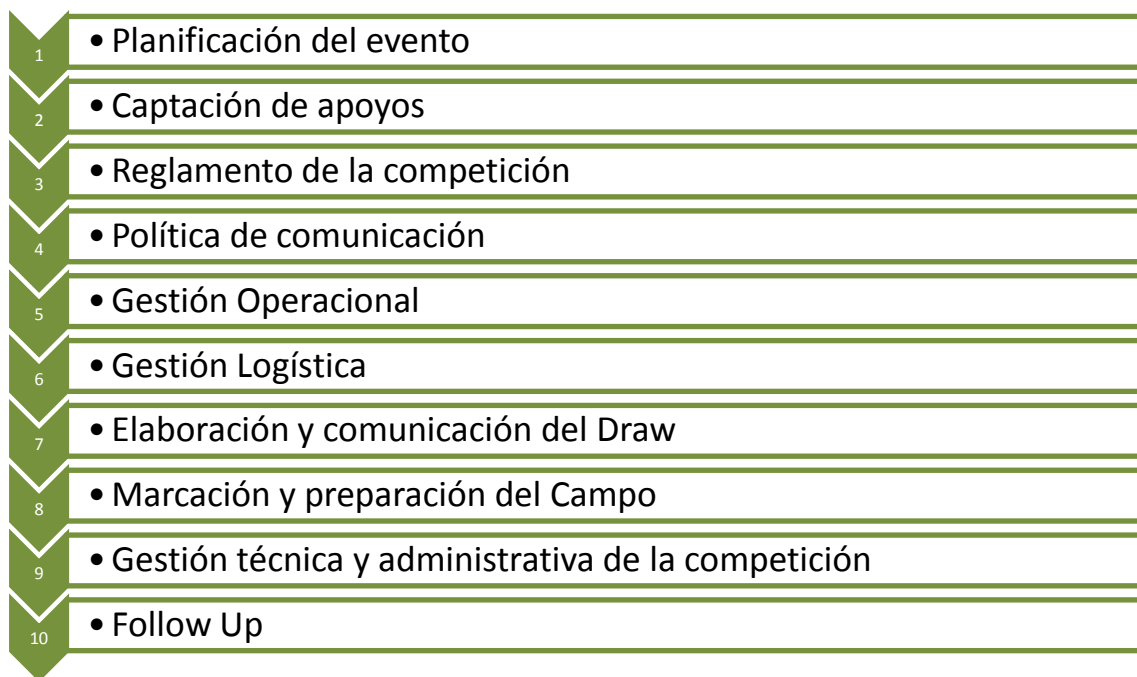 1 • Planificación del evento
2 • Captación de apoyos
3 • Reglamento de la competición
4 • Política de comunicación
5 • Gestión Operacional
6 • Gestión Logística
7 • Elaboración y comunicación del Draw
8 • Marcación y preparación del Campo
9 • Gestión técnica y administrativa de la competición
10 • Follow Up